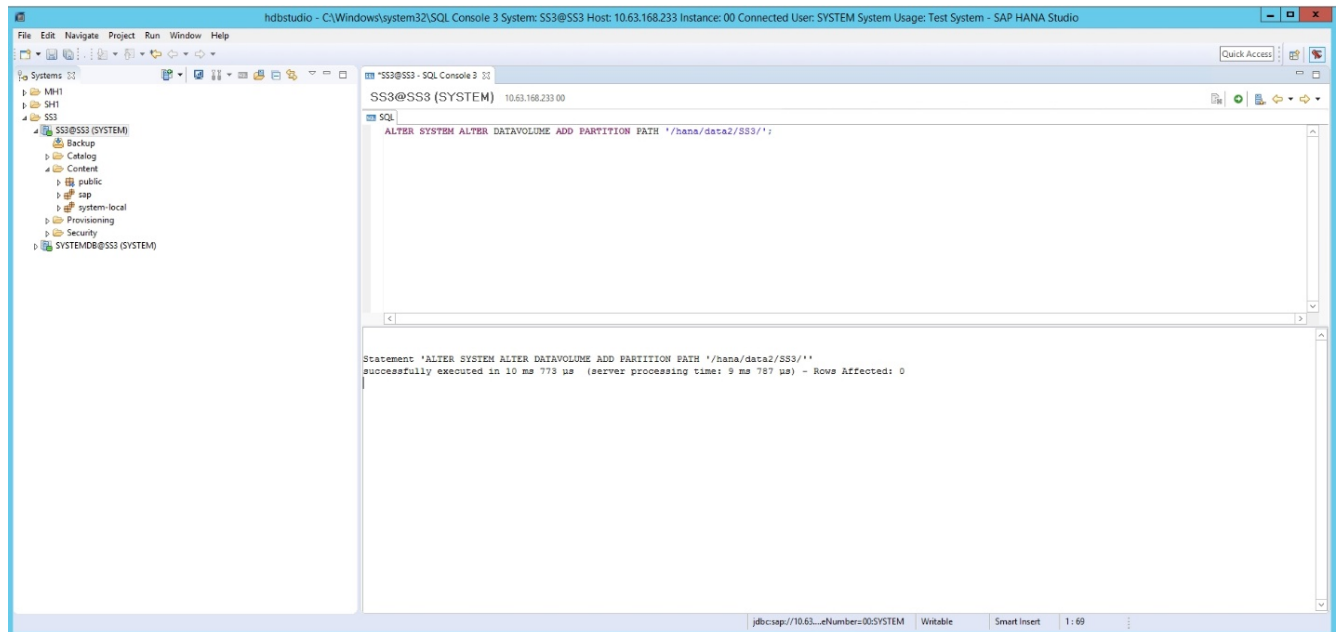 hdbstudio - C:\Windows\system32\SQL Console 3 System: SS3@SS3 Host: 10.63.168.233 Instance: 00 Connected User: SYSTEM System Usage: Test System - SAP HANA Studio
File Edit Navigate Project Run Window Help
Quick Access
Systems
*SS3@SS3 - SQL Console 3
MH1
SH1
SS3
SS3@SS3 (SYSTEM)
Backup
Catalog
Content
public
sap
system-local
Provisioning
Security
SYSTEMDB@SS3 (SYSTEM)
SS3@SS3 (SYSTEM) 10.63.168.233 00
SQL
ALTER SYSTEM ALTER DATAVOLUME ADD PARTITION PATH '/hana/data2/SS3/';
Statement 'ALTER SYSTEM ALTER DATAVOLUME ADD PARTITION PATH '/hana/data2/SS3/''
successfully executed in 10 ms 773 µs (server processing time: 9 ms 787 µs) - Rows Affected: 0
jdbc:sap://10.63....eNumber=00:SYSTEM Writable Smart Insert 1 : 69